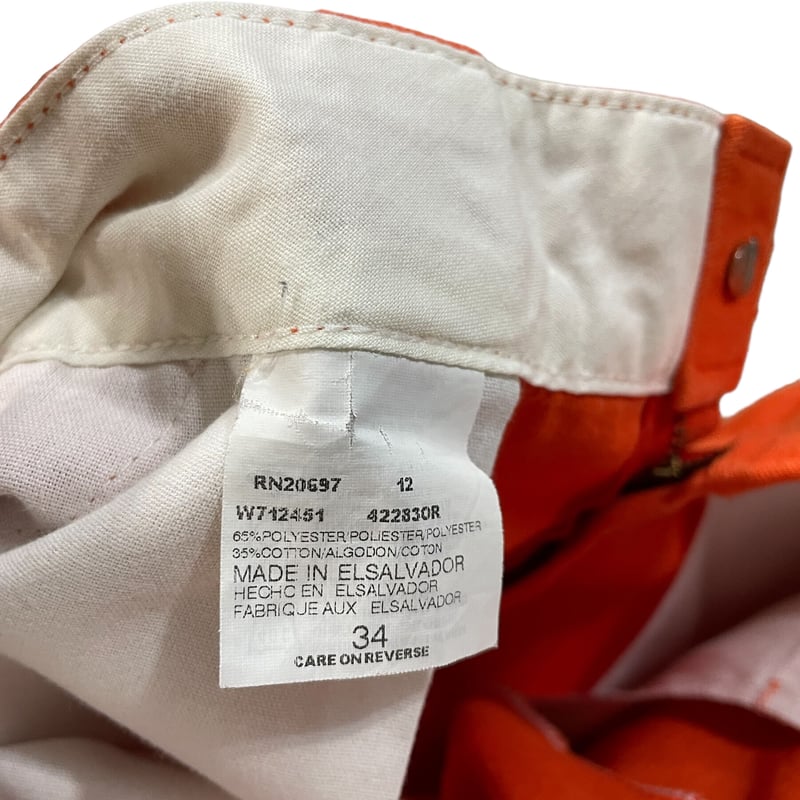 RN20697 12
W712451 422830R
65%POLYESTER/POLIESTER/POLYESTER
35%COTTON/ALGODON/COTON
MADE IN ELSALVADOR
HECHO EN ELSALVADOR
FABRIQUE AUX ELSALVADOR
34
CARE ON REVERSE